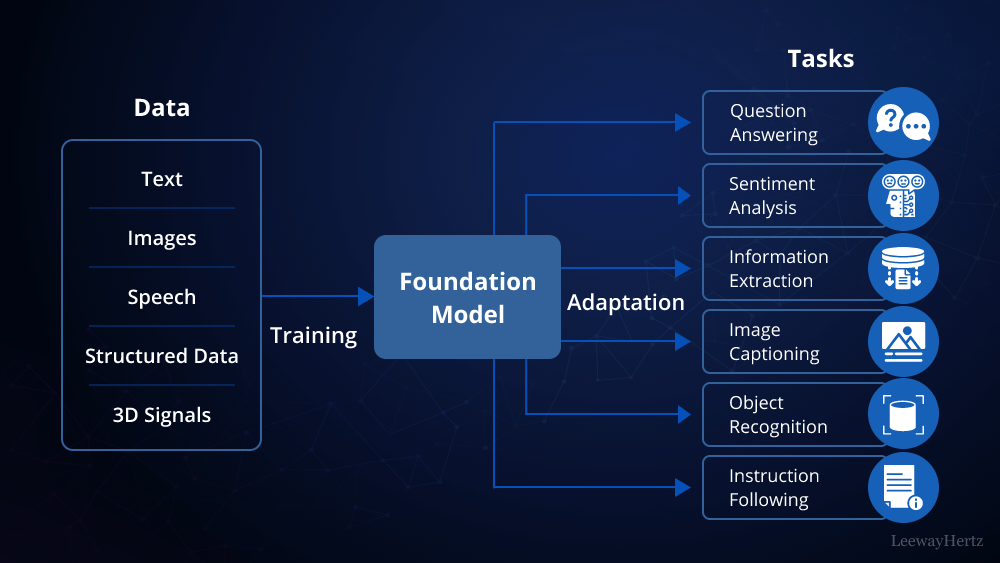 Data
Text
Images
Speech
Structured Data
3D Signals
Training
Foundation
Model
Adaptation
Tasks
Question
Answering
Sentiment
Analysis
Information
Extraction
Image
Captioning
Object
Recognition
Instruction
Following
LeewayHertz